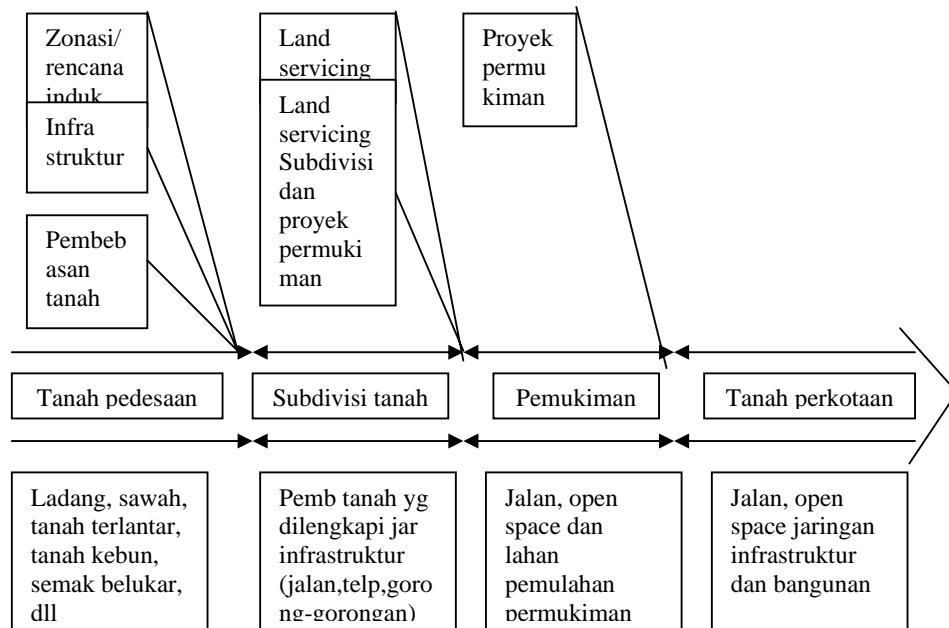 Zonasi/
rencana
induk
Infra
struktur
Pembeb
asan
tanah
Land
servicing
Land
servicing
Subdivisi
dan
proyek
permuki
man
Proyek
permu
kiman
Tanah pedesaan
Subdivisi tanah
Pemukiman
Tanah perkotaan
Ladang, sawah,
tanah terlantar,
tanah kebun,
semak belukar,
dll
Pemb tanah yg
dilengkapi jar
infrastruktur
(jalan,telp,goro
ng-gorongan)
Jalan, open
space dan
lahan
pemulahan
permukiman
Jalan, open
space jaringan
infrastruktur
dan bangunan